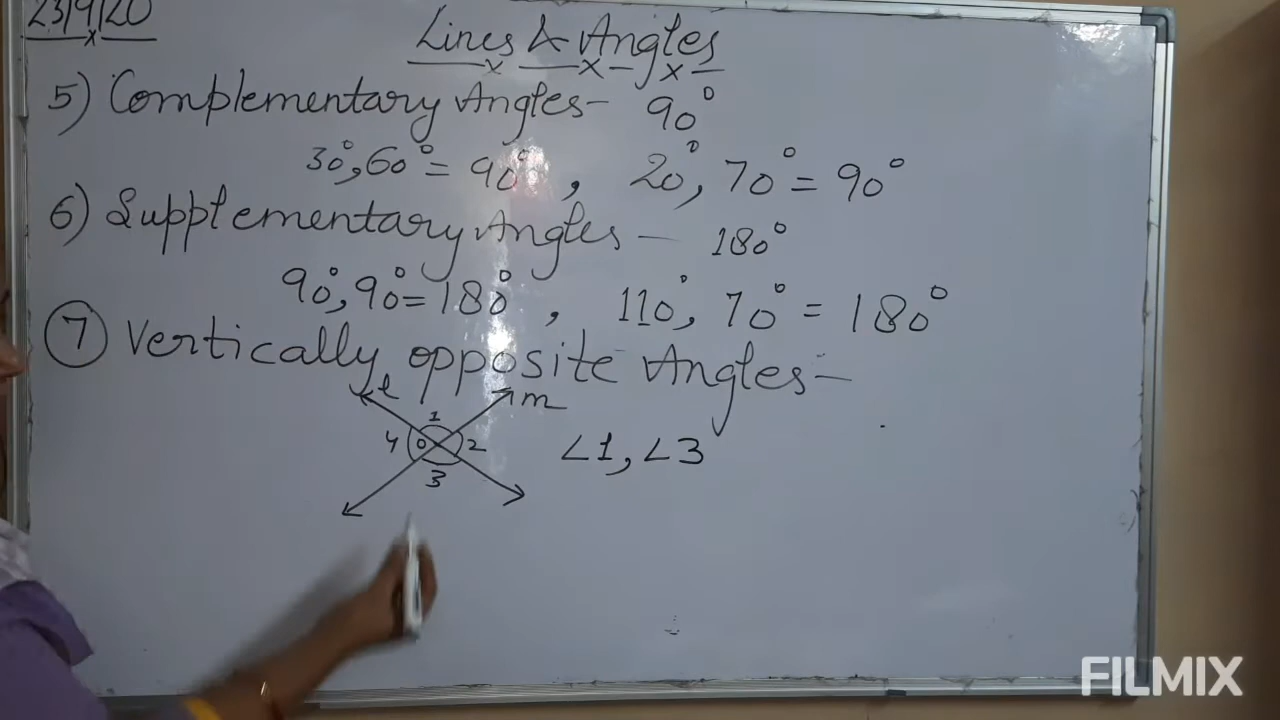 23/9/20
Lines & Angles
5) Complementary Angles- 90°
30°,60°= 90°, 20°, 70°= 90°
6) Supplementary Angles - 180°
90°,90°=180°, 110°, 70°= 180°
7 Vertically opposite Angles-
l m
1
4 0 2 ∠1,∠3
3
FILMIX